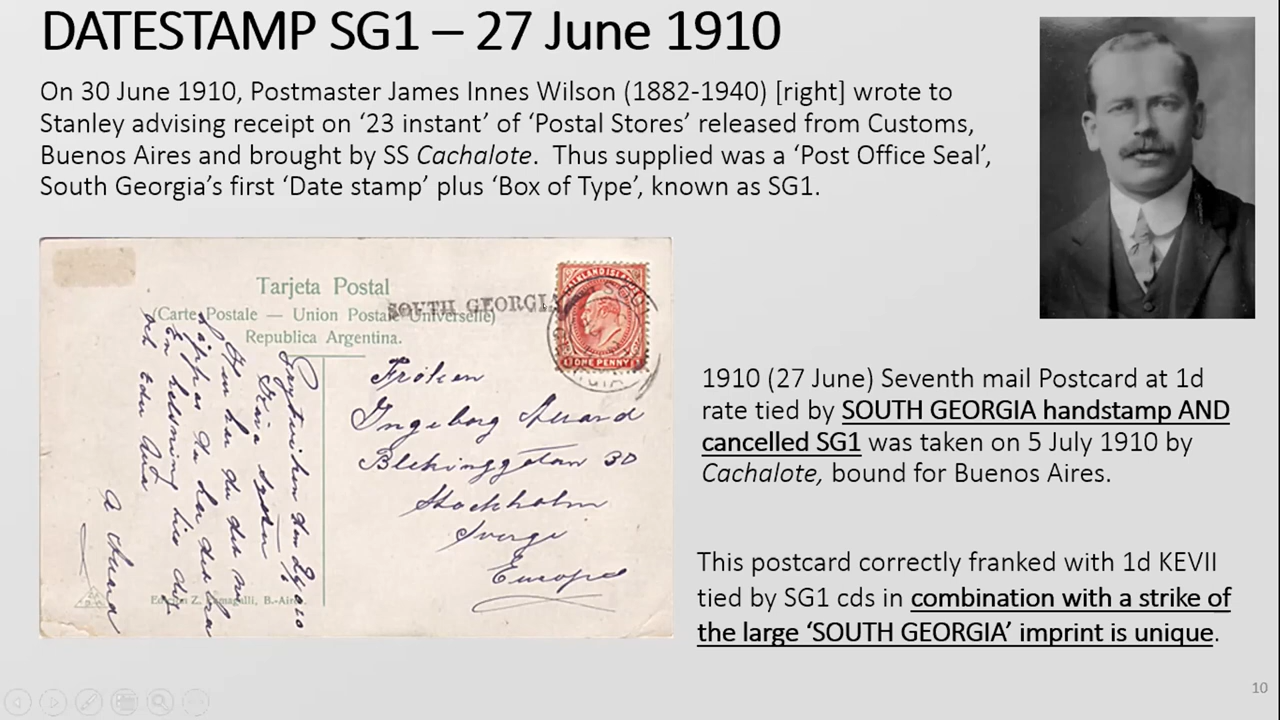 DATESTAMP SG1 – 27 June 1910
On 30 June 1910, Postmaster James Innes Wilson (1882-1940) [right] wrote to
Stanley advising receipt on ‘23 instant’ of ‘Postal Stores’ released from Customs,
Buenos Aires and brought by SS Cachalote. Thus supplied was a ‘Post Office Seal’,
South Georgia’s first ‘Date stamp’ plus ‘Box of Type’, known as SG1.
Tarjeta Postal
SOUTH GEORGIA
(Carte Postale — Union Postale Universelle)
Republica Argentina.
ONE PENNY
Fröken
Ingeborg
30
Stockholm
Sverge
Europa
1910 (27 June) Seventh mail Postcard at 1d
rate tied by SOUTH GEORGIA handstamp AND
cancelled SG1 was taken on 5 July 1910 by
Cachalote, bound for Buenos Aires.
This postcard correctly franked with 1d KEVII
tied by SG1 cds in combination with a strike of
the large ‘SOUTH GEORGIA’ imprint is unique.
10